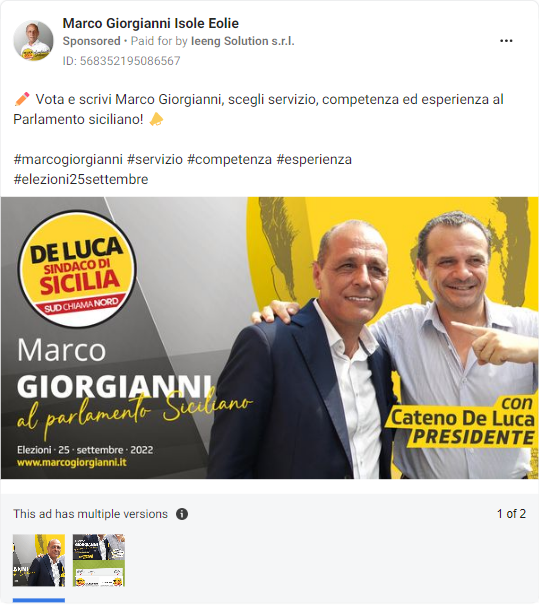 Marco Giorgianni Isole Eolie
Sponsored • Paid for by Ieeng Solution s.r.l.
ID: 568352195086567
Vota e scrivi Marco Giorgianni, scegli servizio, competenza ed esperienza al
Parlamento siciliano!
#marcogiorgianni #servizio #competenza #esperienza
#elezioni25settembre
DE LUCA
SINDACO DI
SICILIA
SUD CHIAMA NORD
Marco
GIORGIANNI
al parlamento Siciliano
Elezioni · 25 · settembre · 2022
www.marcogiorgianni.it
con
Cateno De Luca
PRESIDENTE
This ad has multiple versions
1 of 2